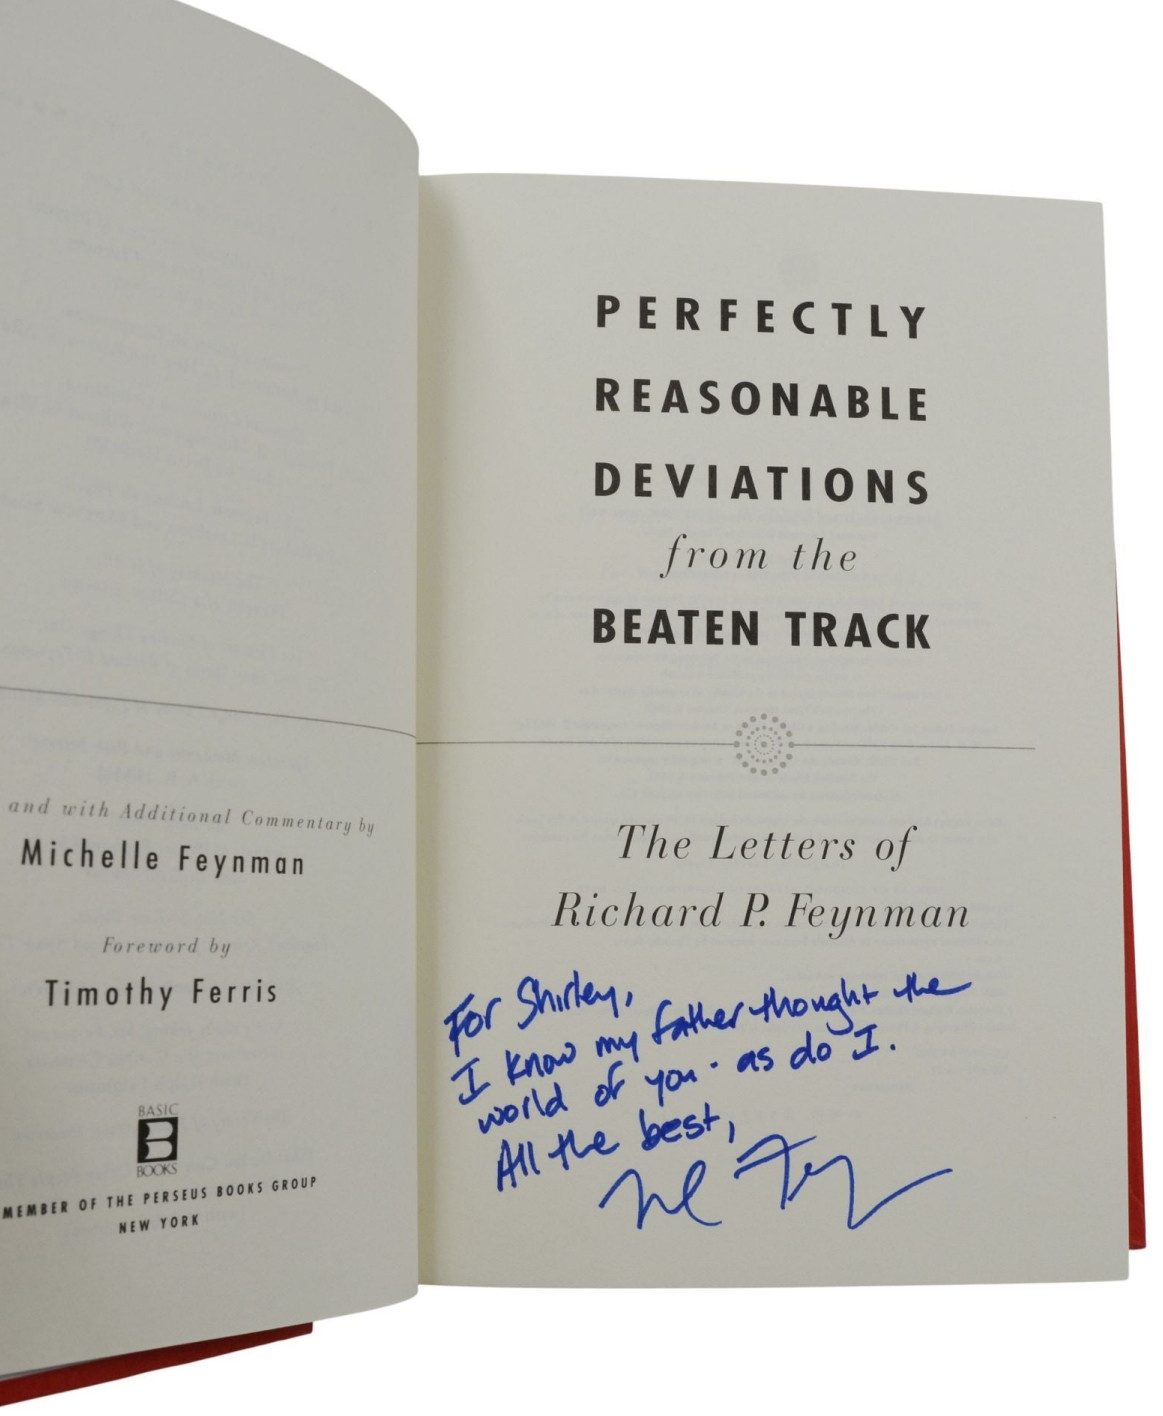 and with Additional Commentary by
Michelle Feynman
Foreword by
Timothy Ferris
BASIC
B
BOOKS
MEMBER OF THE PERSEUS BOOKS GROUP
NEW YORK
PERFECTLY
REASONABLE
DEVIATIONS
from the
BEATEN TRACK
The Letters of
Richard P. Feynman
For Shirley,
I know my father thought the
world of you - as do I.
All the best,